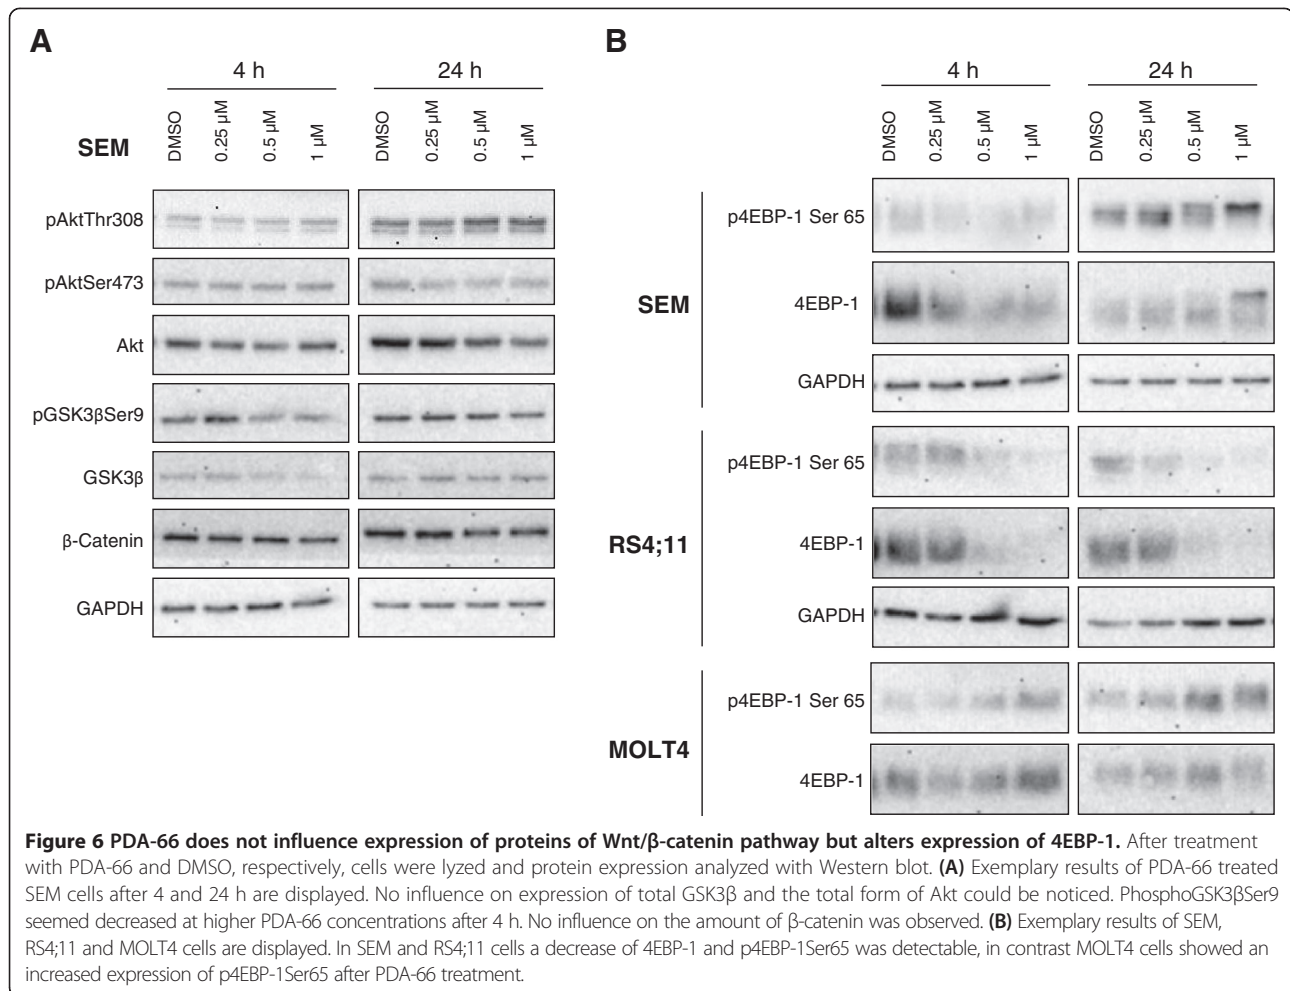 A
4 h
24 h
SEM
DMSO
0.25 µM
0.5 µM
1 µM
DMSO
0.25 µM
0.5 µM
1 µM
pAktThr308
pAktSer473
Akt
pGSK3βSer9
GSK3β
β-Catenin
GAPDH
B
4 h
24 h
DMSO
0.25 µM
0.5 µM
1 µM
DMSO
0.25 µM
0.5 µM
1 µM
SEM
p4EBP-1 Ser 65
4EBP-1
GAPDH
RS4;11
p4EBP-1 Ser 65
4EBP-1
GAPDH
MOLT4
p4EBP-1 Ser 65
4EBP-1
Figure 6 PDA-66 does not influence expression of proteins of Wnt/β-catenin pathway but alters expression of 4EBP-1. After treatment
with PDA-66 and DMSO, respectively, cells were lyzed and protein expression analyzed with Western blot. (A) Exemplary results of PDA-66 treated
SEM cells after 4 and 24 h are displayed. No influence on expression of total GSK3β and the total form of Akt could be noticed. PhosphoGSK3βSer9
seemed decreased at higher PDA-66 concentrations after 4 h. No influence on the amount of β-catenin was observed. (B) Exemplary results of SEM,
RS4;11 and MOLT4 cells are displayed. In SEM and RS4;11 cells a decrease of 4EBP-1 and p4EBP-1Ser65 was detectable, in contrast MOLT4 cells showed an
increased expression of p4EBP-1Ser65 after PDA-66 treatment.